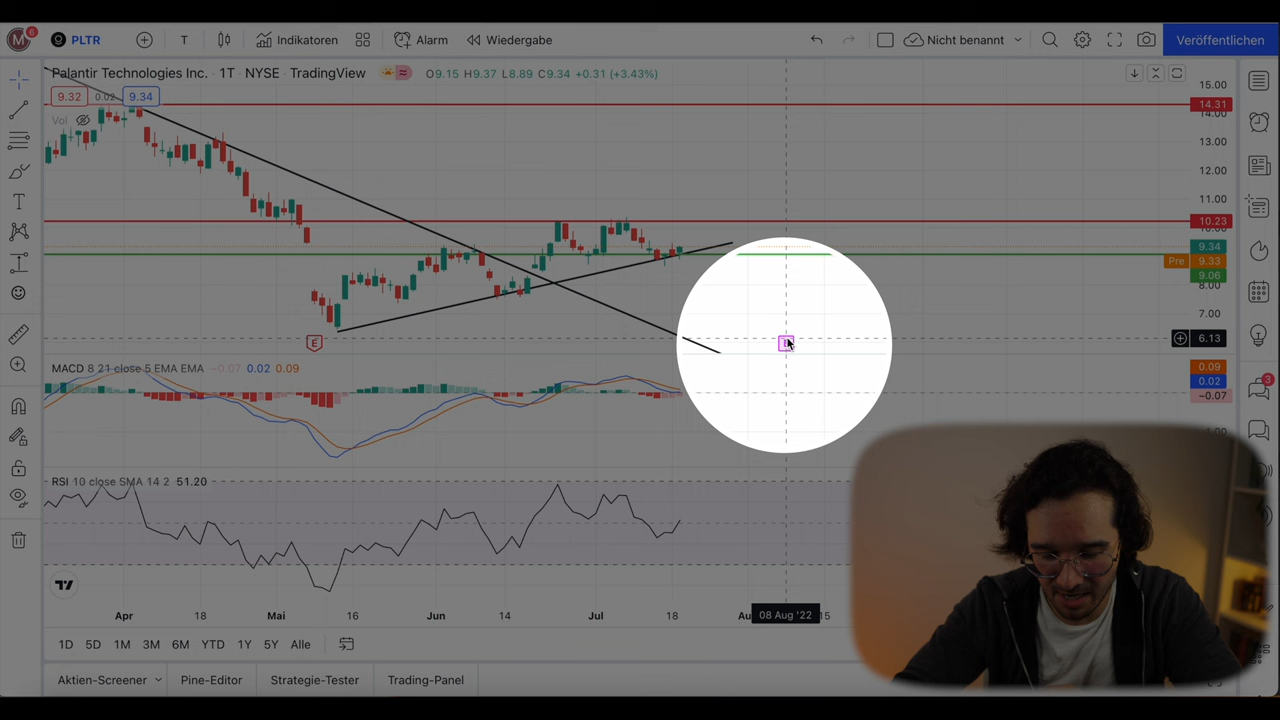 M 6 PLTR T Indikatoren Alarm Wiedergabe Nicht benannt Veröffentlichen
Palantir Technologies Inc. · 1T · NYSE · TradingView O9.15 H9.37 L8.89 C9.34 +0.31 (+3.43%)
9.32 0.02 9.34
Vol
15.00
14.31
14.00
13.00
12.00
11.00
10.23
9.34
Pre 9.33
9.06
8.00
7.00
6.13
E
MACD 8 21 close 5 EMA EMA −0.07 0.02 0.09
0.09
0.02
−0.07
3
RSI 10 close SMA 14 2 51.20
Apr 18 Mai 16 Jun 14 Jul 18 Au 08 Aug '22 15
1D 5D 1M 3M 6M YTD 1Y 5Y Alle
Aktien-Screener Pine-Editor Strategie-Tester Trading-Panel